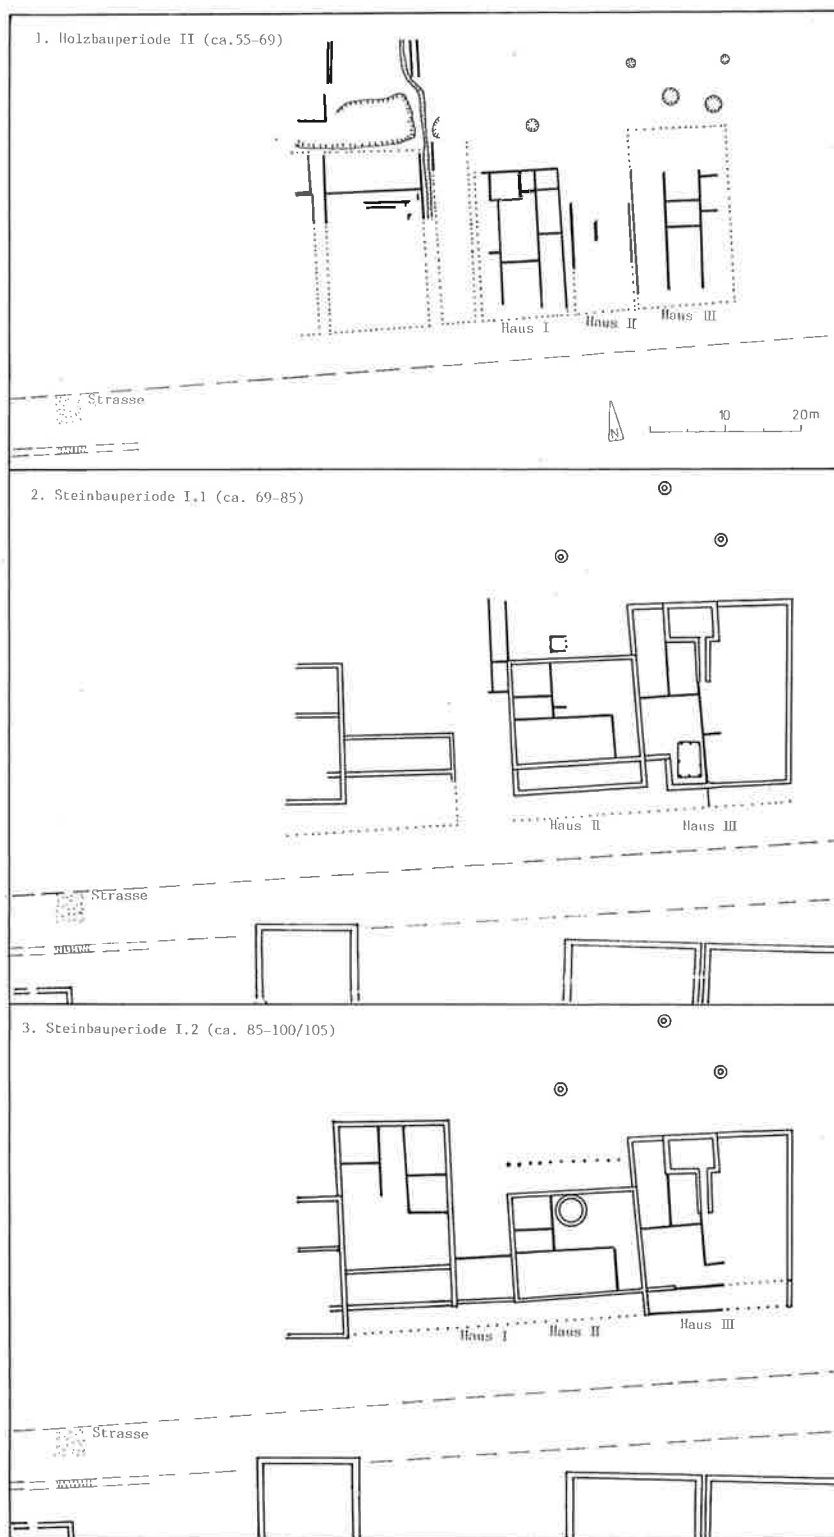 1. Holzbauperiode II (ca.55-69)
Haus I
Haus II
Haus III
Strasse
N
10
20m
2. Steinbauperiode I.1 (ca. 69-85)
Haus II
Haus III
Strasse
3. Steinbauperiode I.2 (ca. 85-100/105)
Haus I
Haus II
Haus III
Strasse